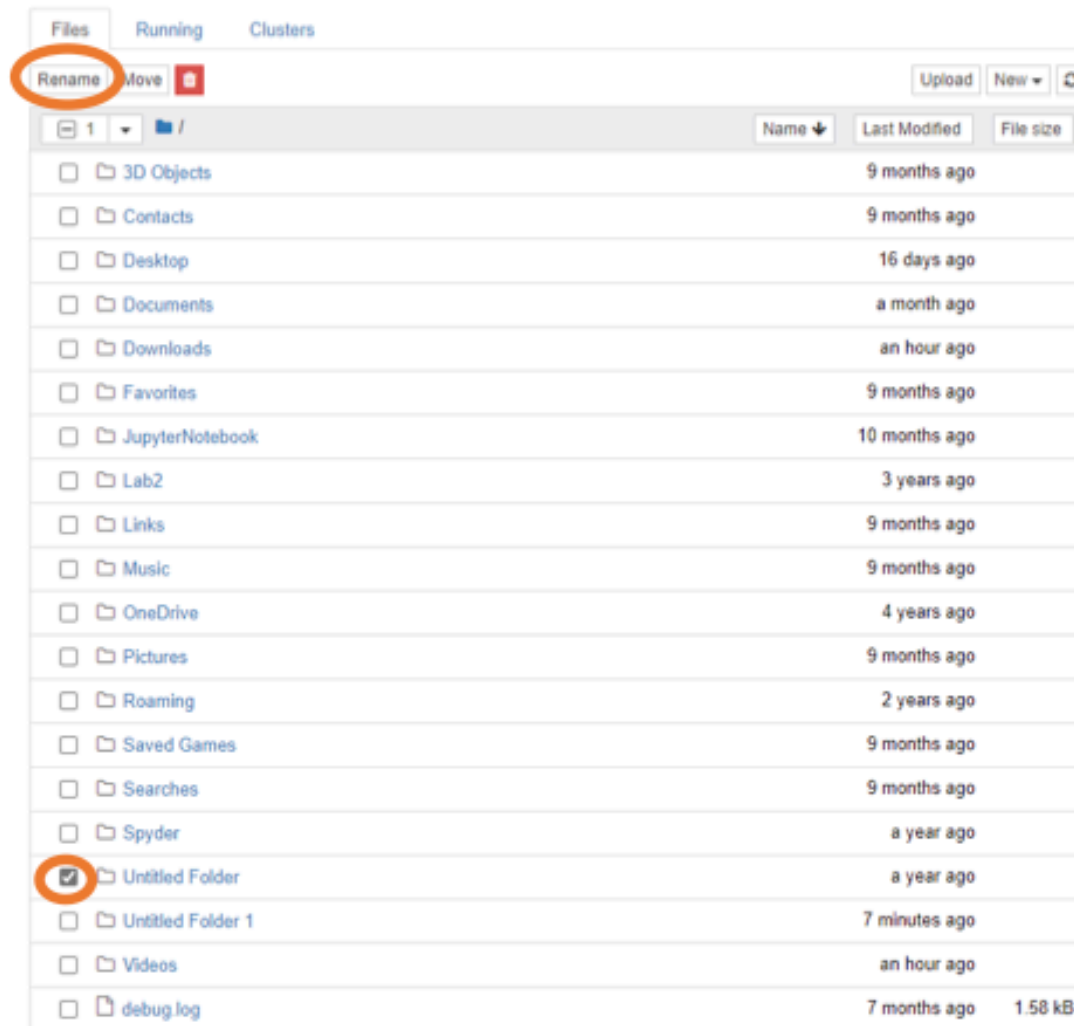 Files Running Clusters
Rename Move Upload New
1 / Name Last Modified File size
3D Objects 9 months ago
Contacts 9 months ago
Desktop 16 days ago
Documents a month ago
Downloads an hour ago
Favorites 9 months ago
JupyterNotebook 10 months ago
Lab2 3 years ago
Links 9 months ago
Music 9 months ago
OneDrive 4 years ago
Pictures 9 months ago
Roaming 2 years ago
Saved Games 9 months ago
Searches 9 months ago
Spyder a year ago
Untitled Folder a year ago
Untitled Folder 1 7 minutes ago
Videos an hour ago
debug.log 7 months ago 1.58 kB